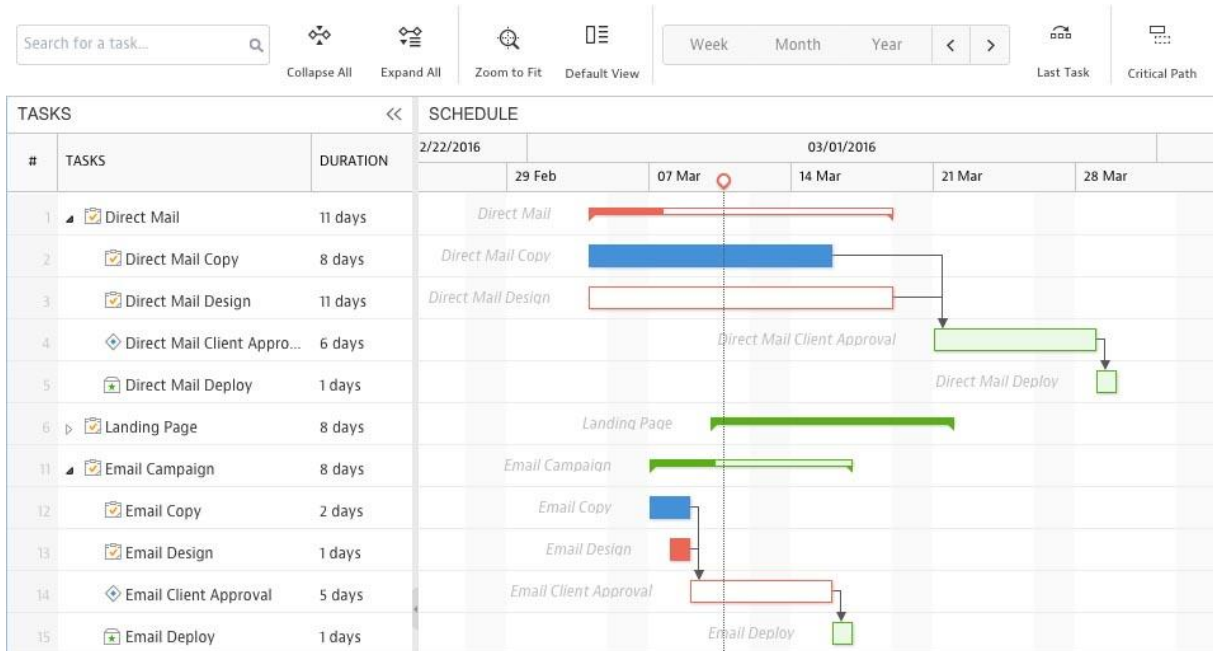 Search for a task...
Collapse All
Expand All
Zoom to Fit
Default View
Week Month Year < >
Last Task
Critical Path
TASKS
SCHEDULE
# TASKS DURATION
2/22/2016 03/01/2016
29 Feb 07 Mar 14 Mar 21 Mar 28 Mar
1 Direct Mail 11 days Direct Mail
2 Direct Mail Copy 8 days Direct Mail Copy
3 Direct Mail Design 11 days Direct Mail Design
4 Direct Mail Client Appro... 6 days Direct Mail Client Approval
5 Direct Mail Deploy 1 days Direct Mail Deploy
6 Landing Page 8 days Landing Page
11 Email Campaign 8 days Email Campaign
12 Email Copy 2 days Email Copy
13 Email Design 1 days Email Design
14 Email Client Approval 5 days Email Client Approval
15 Email Deploy 1 days Email Deploy